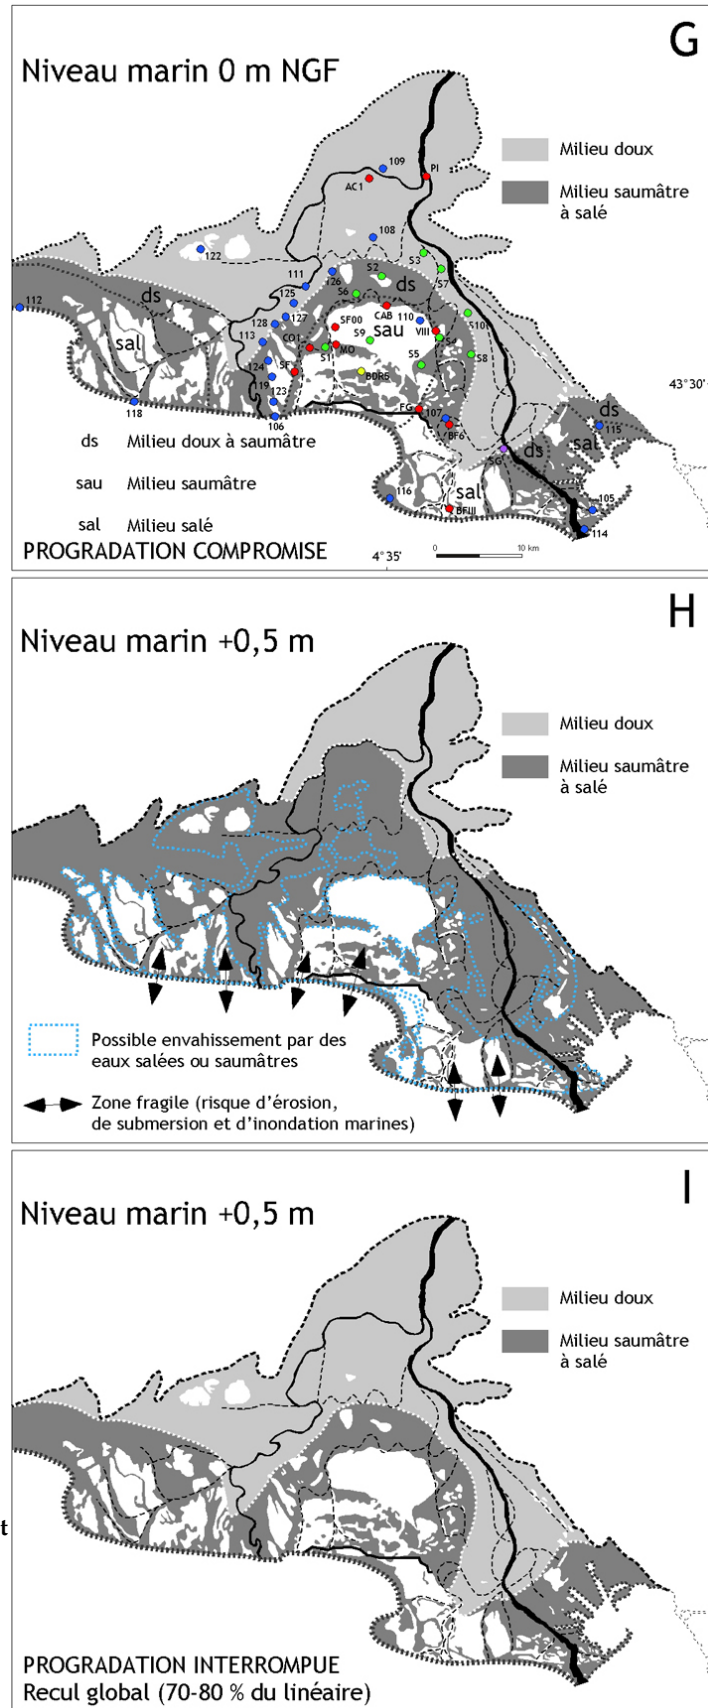 G
Niveau marin 0 m NGF
Milieu doux
Milieu saumâtre
à salé
109
PI
AC1
108
122
S3
S2
ds
S7
126
111
S6
125
112
ds
CAB
110
S10
127
SF00
sau
128
S9
VIII
sal
113
CO1
S4
S1
MO
S8
124
SFY
S5
119
BDR5
43°30'
123
FG
107
ds
118
106
BF6
115
ds
Milieu doux à saumâtre
sal
SG
ds
sau
Milieu saumâtre
116
sal
105
sal
Milieu salé
BFIII
114
PROGRADATION COMPROMISE
4°35'
0
10 km
H
Niveau marin +0,5 m
Milieu doux
Milieu saumâtre
à salé
Possible envahissement par des
eaux salées ou saumâtres
Zone fragile (risque d'érosion,
de submersion et d'inondation marines)
I
Niveau marin +0,5 m
Milieu doux
Milieu saumâtre
à salé
t
PROGRADATION INTERROMPUE
Recul global (70-80 % du linéaire)